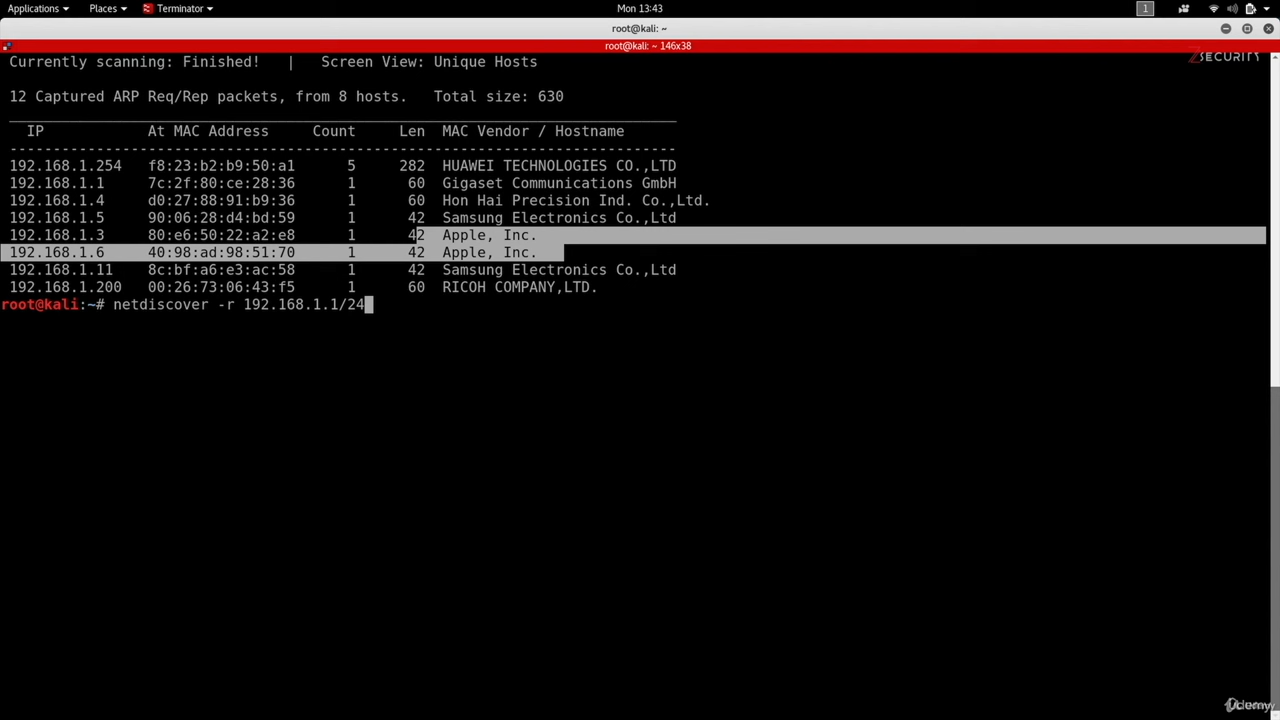 Applications Places Terminator Mon 13:43 1
root@kali: ~
root@kali: ~ 146x38
ZSECURITY
Currently scanning: Finished! | Screen View: Unique Hosts
12 Captured ARP Req/Rep packets, from 8 hosts. Total size: 630
IP At MAC Address Count Len MAC Vendor / Hostname
192.168.1.254 f8:23:b2:b9:50:a1 5 282 HUAWEI TECHNOLOGIES CO.,LTD
192.168.1.1 7c:2f:80:ce:28:36 1 60 Gigaset Communications GmbH
192.168.1.4 d0:27:88:91:b9:36 1 60 Hon Hai Precision Ind. Co.,Ltd.
192.168.1.5 90:06:28:d4:bd:59 1 42 Samsung Electronics Co.,Ltd
192.168.1.3 80:e6:50:22:a2:e8 1 42 Apple, Inc.
192.168.1.6 40:98:ad:98:51:70 1 42 Apple, Inc.
192.168.1.11 8c:bf:a6:e3:ac:58 1 42 Samsung Electronics Co.,Ltd
192.168.1.200 00:26:73:06:43:f5 1 60 RICOH COMPANY,LTD.
root@kali:~# netdiscover -r 192.168.1.1/24
Udemy